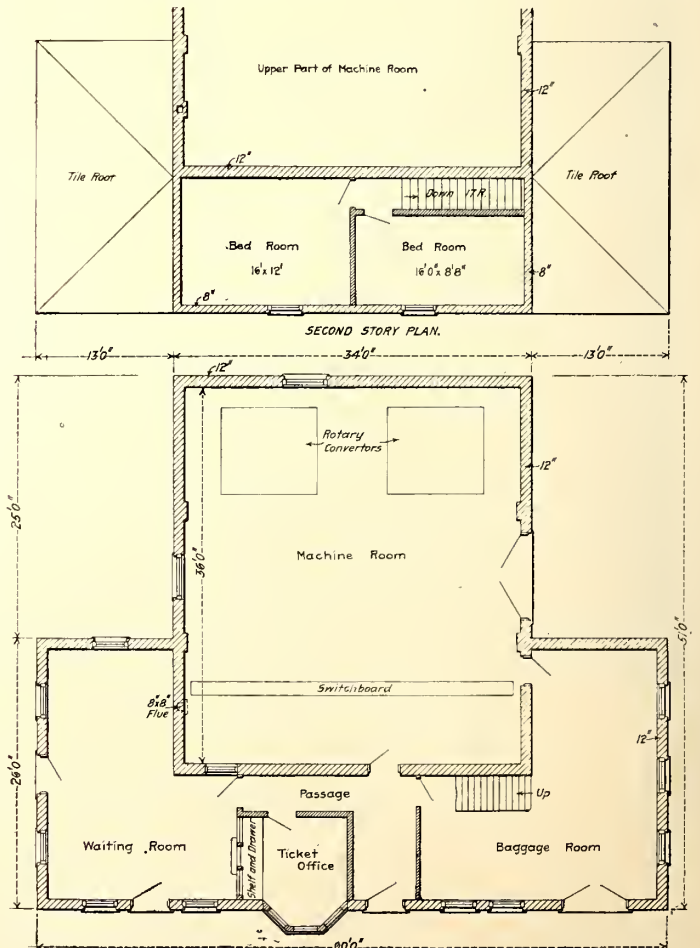 Upper Part of Machine Room
12"
12"
Tile Roof
Tile Roof
Down 17 R.
Bed Room
16' x 12'
Bed Room
16'0" x 8'8"
8"
8"
SECOND STORY PLAN.
13'0"
34'0"
13'0"
12"
Rotary
Convertors
12"
25'0"
36'0"
Machine Room
51'0"
Switchboard
8"x8"
Flue
12"
26'0"
Passage
Up
Waiting Room
Shelf and Drawer
Ticket
Office
Baggage Room
60'0"